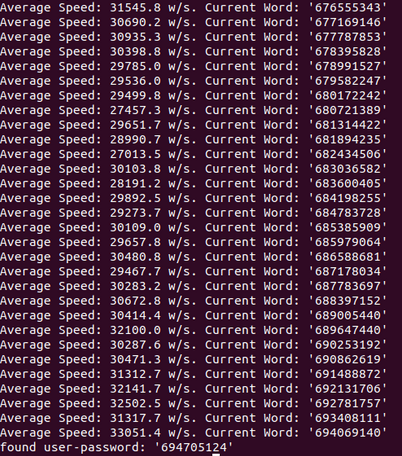 Average Speed: 31545.8 w/s. Current Word: '676555343'
Average Speed: 30690.2 w/s. Current Word: '677169146'
Average Speed: 30935.3 w/s. Current Word: '677787853'
Average Speed: 30398.8 w/s. Current Word: '678395828'
Average Speed: 29785.0 w/s. Current Word: '678991527'
Average Speed: 29536.0 w/s. Current Word: '679582247'
Average Speed: 29499.8 w/s. Current Word: '680172242'
Average Speed: 27457.3 w/s. Current Word: '680721389'
Average Speed: 29651.7 w/s. Current Word: '681314422'
Average Speed: 28990.7 w/s. Current Word: '681894235'
Average Speed: 27013.5 w/s. Current Word: '682434506'
Average Speed: 30103.8 w/s. Current Word: '683036582'
Average Speed: 28191.2 w/s. Current Word: '683600405'
Average Speed: 29892.5 w/s. Current Word: '684198255'
Average Speed: 29273.7 w/s. Current Word: '684783728'
Average Speed: 30109.0 w/s. Current Word: '685385909'
Average Speed: 29657.8 w/s. Current Word: '685979064'
Average Speed: 30480.8 w/s. Current Word: '686588681'
Average Speed: 29467.7 w/s. Current Word: '687178034'
Average Speed: 30283.2 w/s. Current Word: '687783697'
Average Speed: 30672.8 w/s. Current Word: '688397152'
Average Speed: 30414.4 w/s. Current Word: '689005440'
Average Speed: 32100.0 w/s. Current Word: '689647440'
Average Speed: 30287.6 w/s. Current Word: '690253192'
Average Speed: 30471.3 w/s. Current Word: '690862619'
Average Speed: 31312.7 w/s. Current Word: '691488872'
Average Speed: 32141.7 w/s. Current Word: '692131706'
Average Speed: 32502.5 w/s. Current Word: '692781757'
Average Speed: 31317.7 w/s. Current Word: '693408111'
Average Speed: 33051.4 w/s. Current Word: '694069140'
found user-password: '694705124'